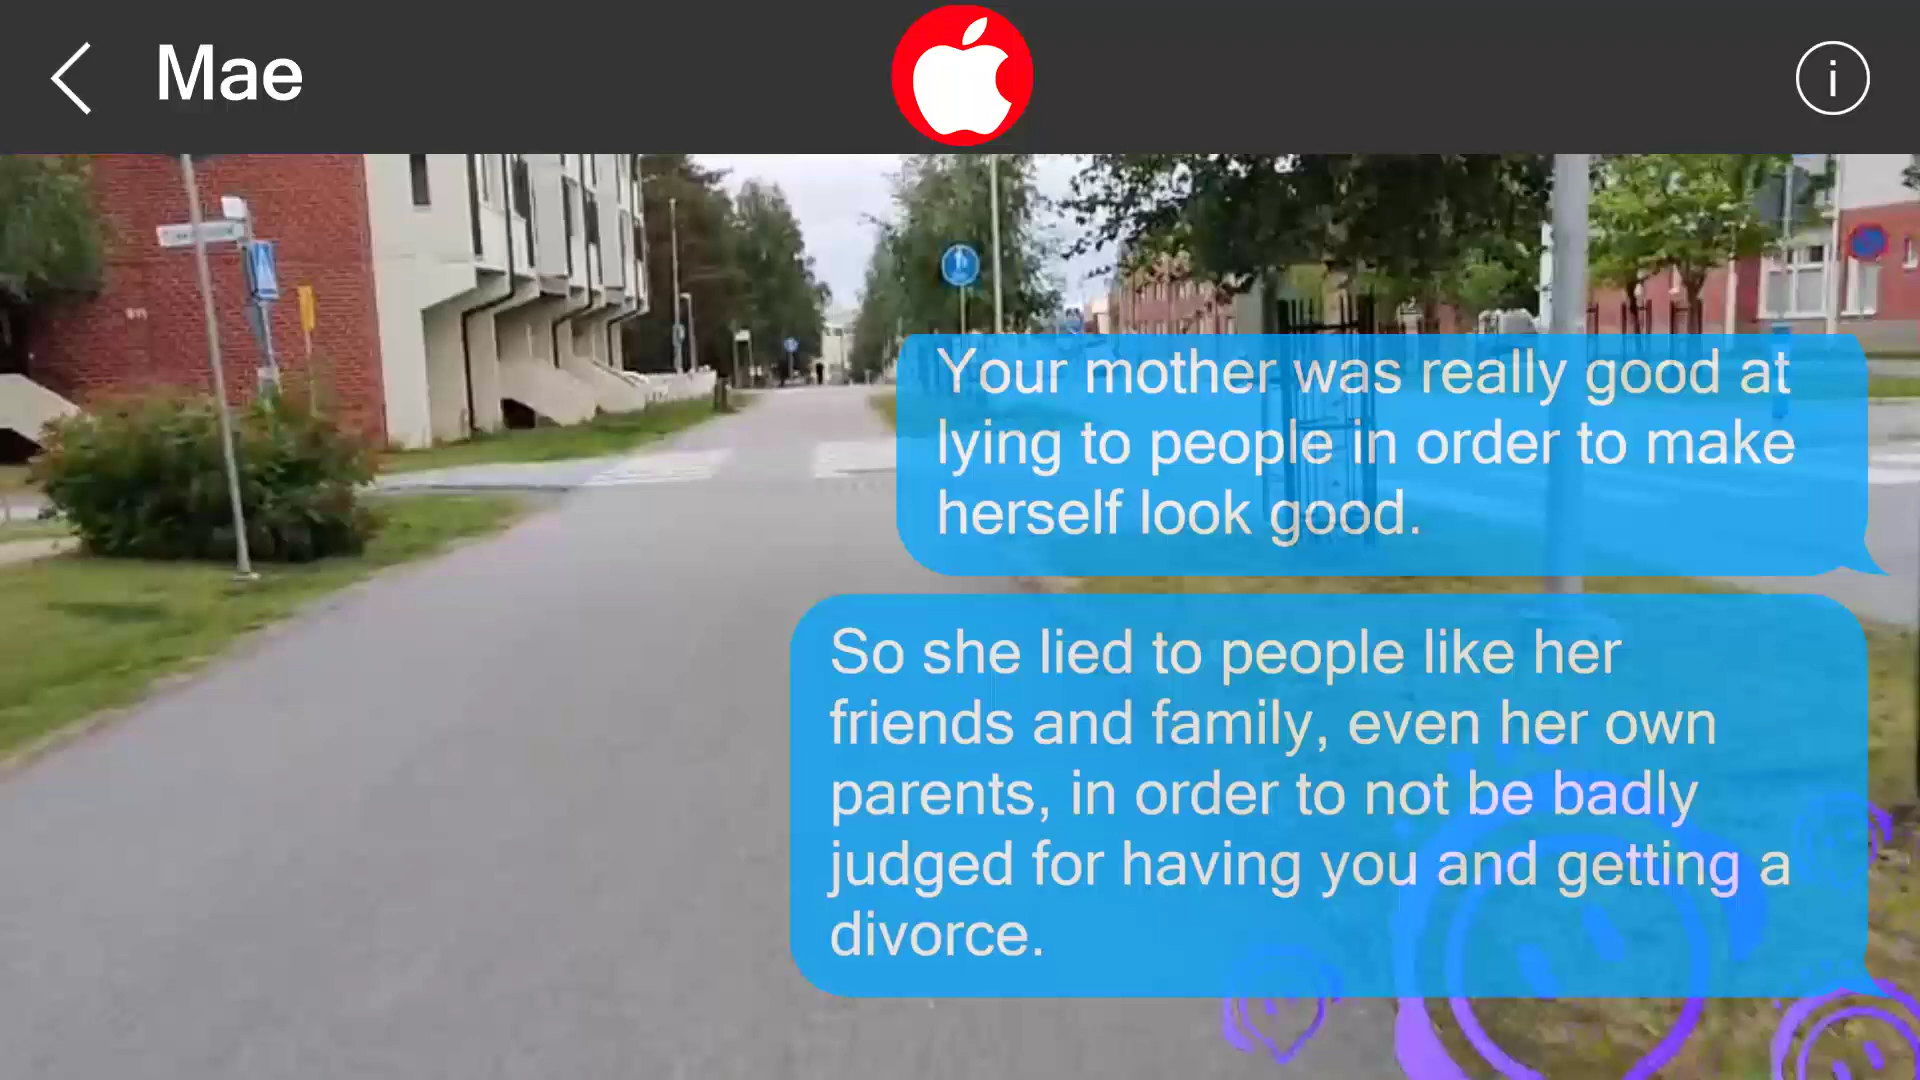 Mae
i
Your mother was really good at
lying to people in order to make
herself look good.
So she lied to people like her
friends and family, even her own
parents, in order to not be badly
judged for having you and getting a
divorce.